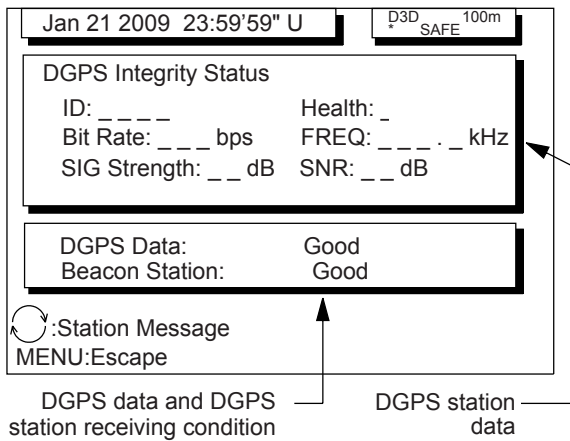 Jan 21 2009  23:59'59" U
D3D 100m
* SAFE
DGPS Integrity Status
ID: _ _ _ _ Health: _
Bit Rate: _ _ _ bps FREQ: _ _ _ . _ kHz
SIG Strength: _ _ dB SNR: _ _ dB
DGPS Data: Good
Beacon Station: Good
:Station Message
MENU:Escape
DGPS data and DGPS
station receiving condition
DGPS station
data